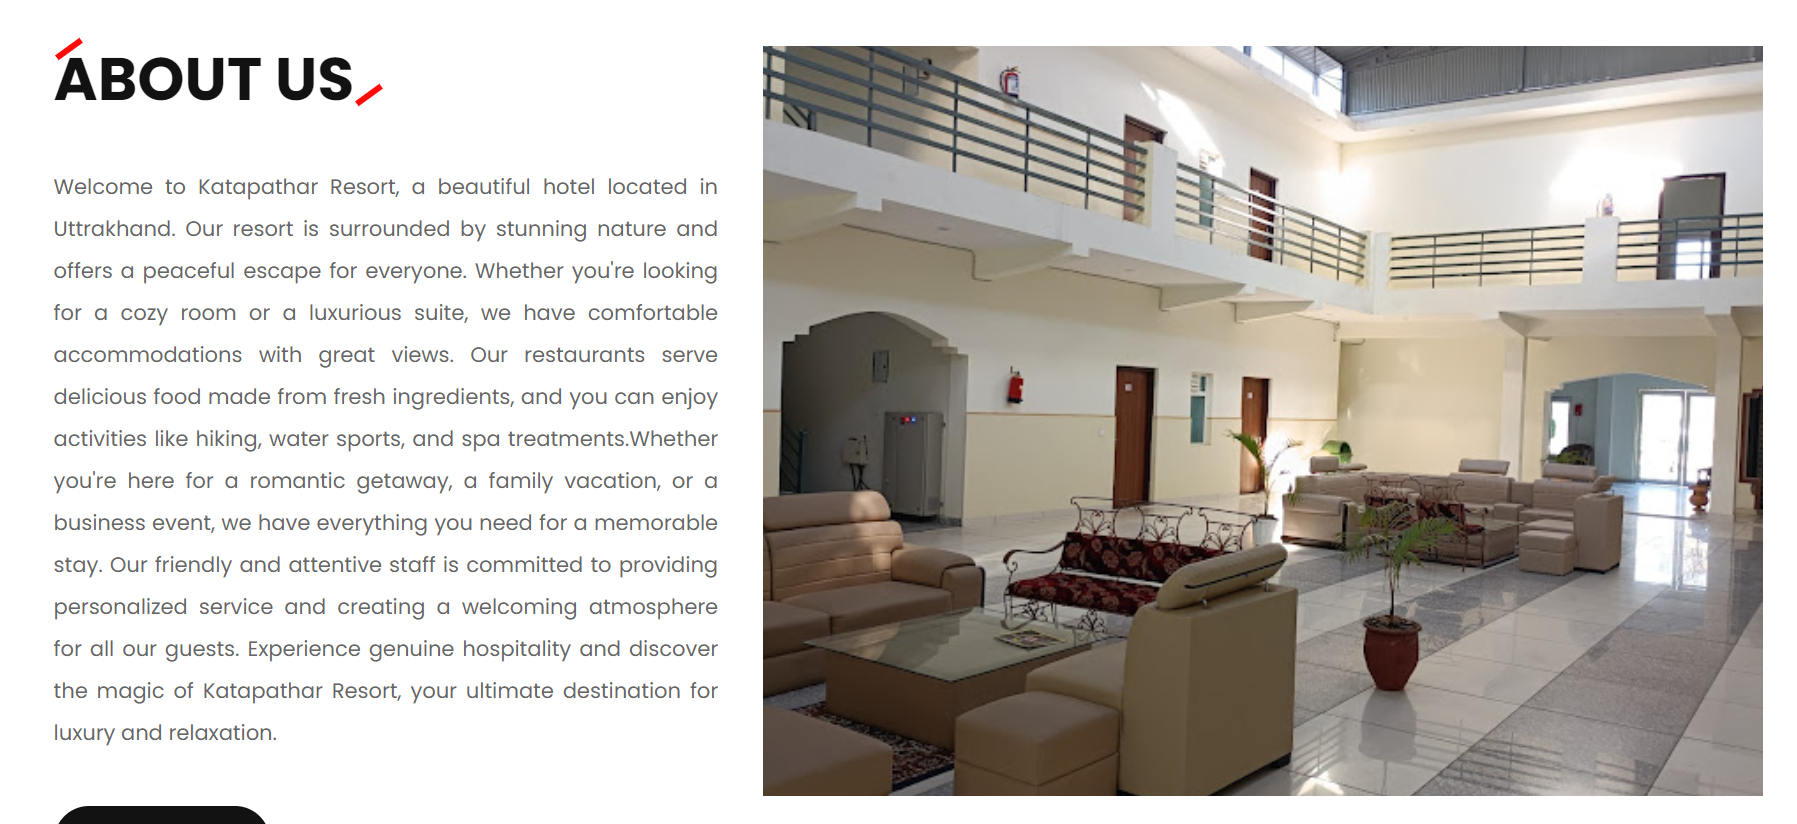 ABOUT US
Welcome to Katapathar Resort, a beautiful hotel located in
Uttrakhand. Our resort is surrounded by stunning nature and
offers a peaceful escape for everyone. Whether you're looking
for a cozy room or a luxurious suite, we have comfortable
accommodations with great views. Our restaurants serve
delicious food made from fresh ingredients, and you can enjoy
activities like hiking, water sports, and spa treatments.Whether
you're here for a romantic getaway, a family vacation, or a
business event, we have everything you need for a memorable
stay. Our friendly and attentive staff is committed to providing
personalized service and creating a welcoming atmosphere
for all our guests. Experience genuine hospitality and discover
the magic of Katapathar Resort, your ultimate destination for
luxury and relaxation.